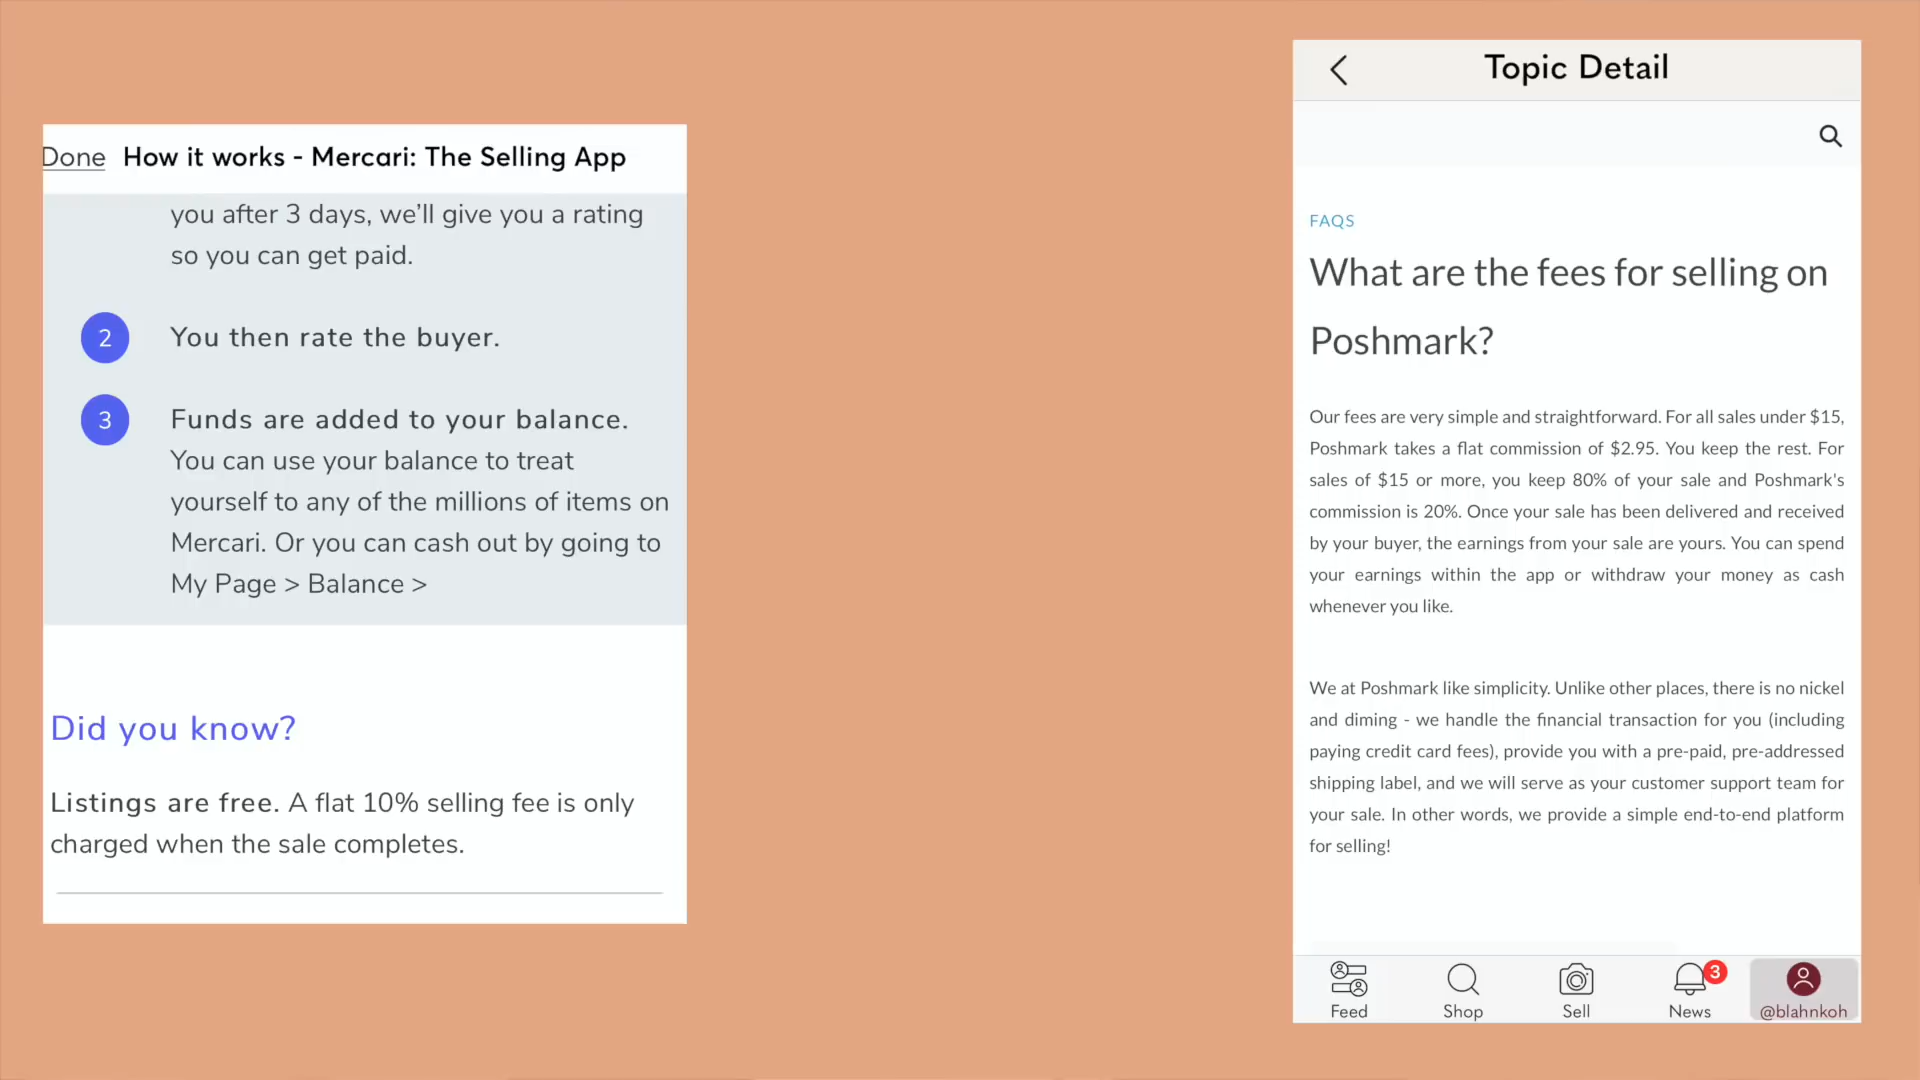 Done How it works - Mercari: The Selling App
you after 3 days, we'll give you a rating
so you can get paid.
2 You then rate the buyer.
3 Funds are added to your balance.
You can use your balance to treat
yourself to any of the millions of items on
Mercari. Or you can cash out by going to
My Page > Balance >
Did you know?
Listings are free. A flat 10% selling fee is only
charged when the sale completes.
Topic Detail
FAQS
What are the fees for selling on
Poshmark?
Our fees are very simple and straightforward. For all sales under $15,
Poshmark takes a flat commission of $2.95. You keep the rest. For
sales of $15 or more, you keep 80% of your sale and Poshmark's
commission is 20%. Once your sale has been delivered and received
by your buyer, the earnings from your sale are yours. You can spend
your earnings within the app or withdraw your money as cash
whenever you like.
We at Poshmark like simplicity. Unlike other places, there is no nickel
and diming - we handle the financial transaction for you (including
paying credit card fees), provide you with a pre-paid, pre-addressed
shipping label, and we will serve as your customer support team for
your sale. In other words, we provide a simple end-to-end platform
for selling!
3
Feed Shop Sell News @blahnkoh